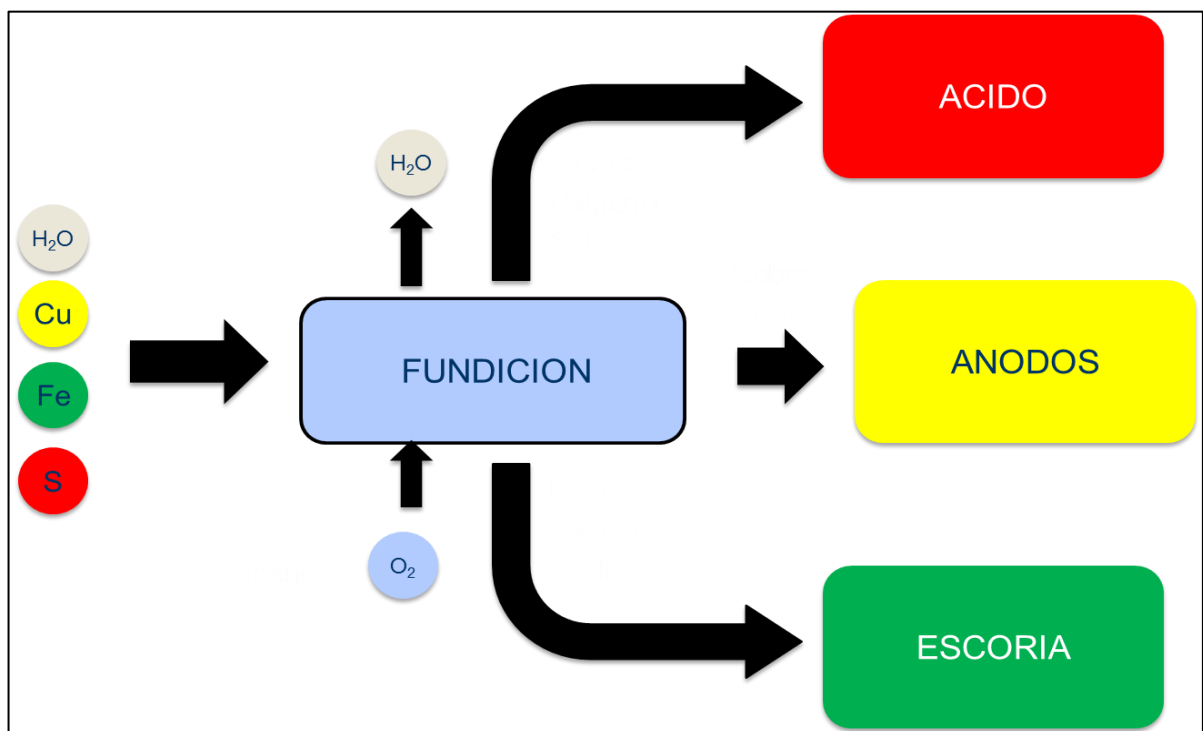 ACIDO
H₂O
H₂O
Cu
FUNDICION
ANODOS
Fe
S
O₂
ESCORIA